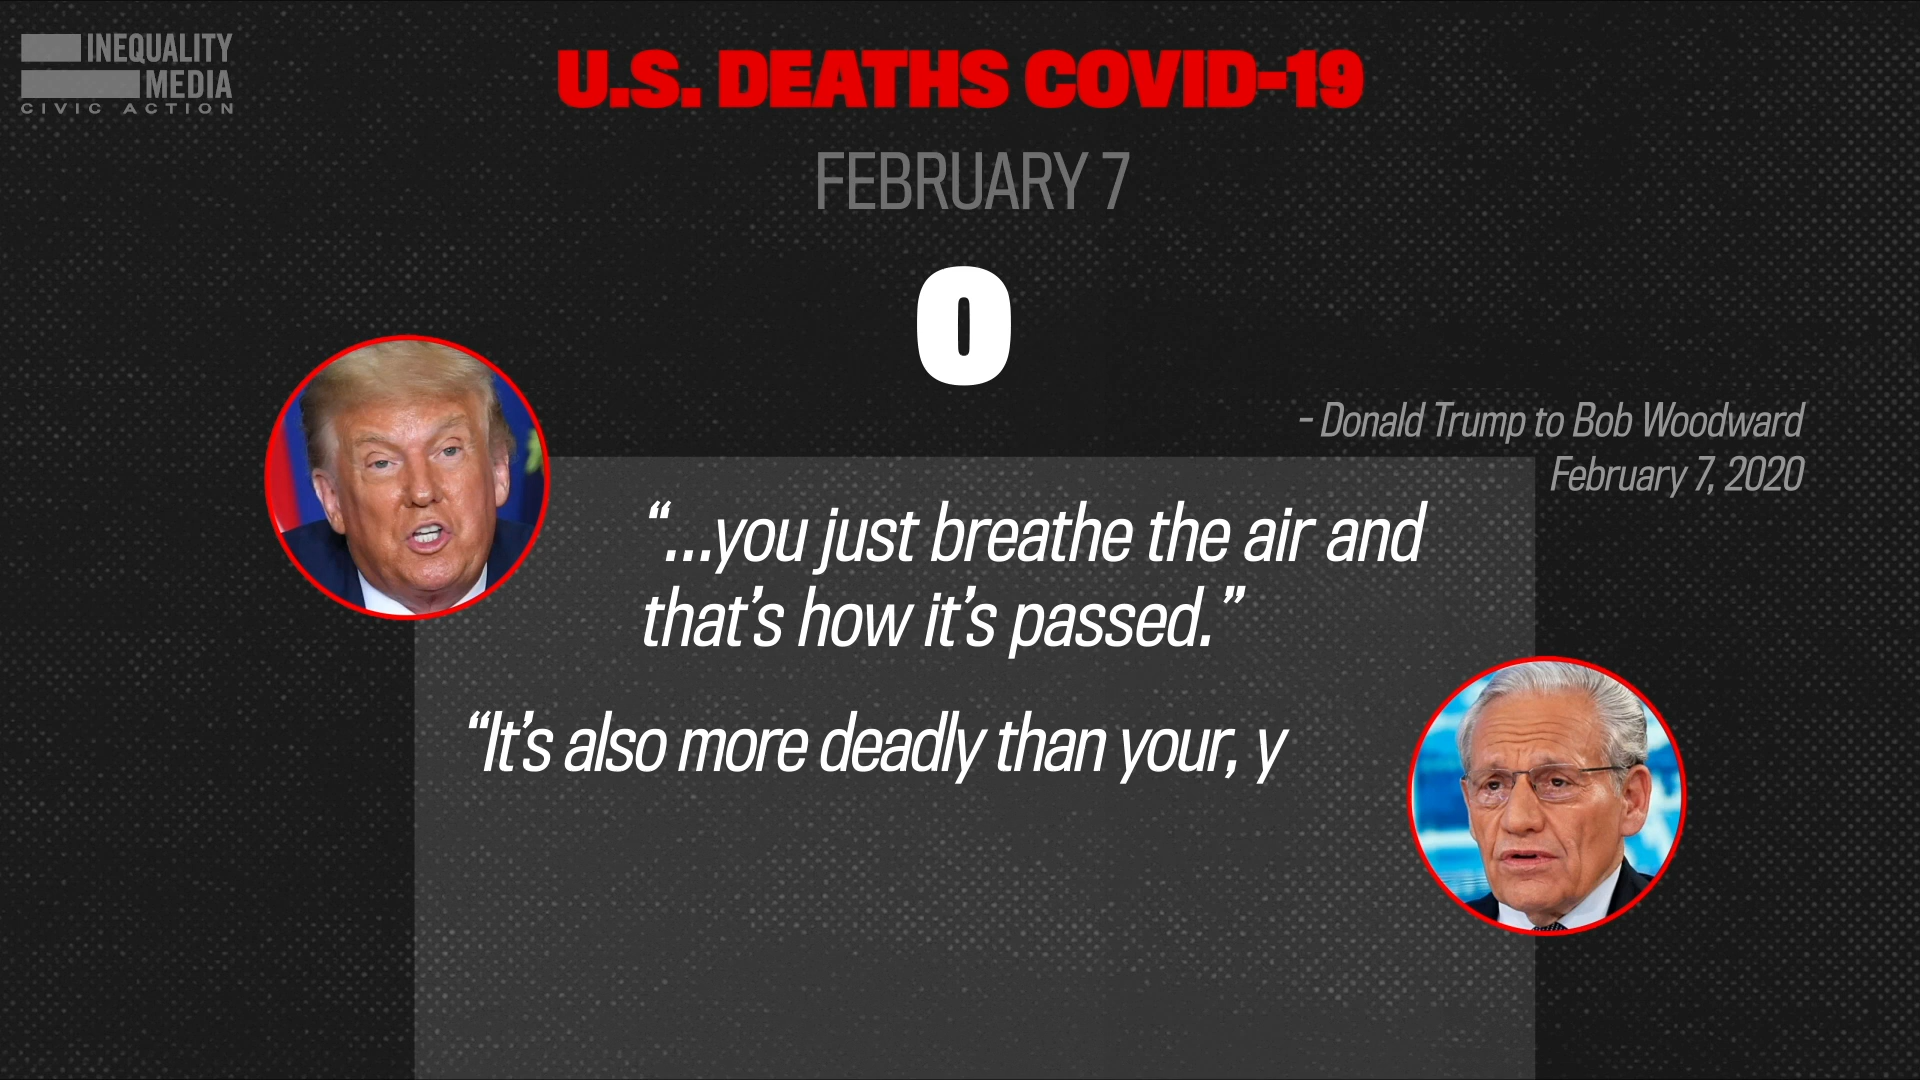 INEQUALITY
MEDIA
CIVIC ACTION
U.S. DEATHS COVID-19
FEBRUARY 7
0
- Donald Trump to Bob Woodward
February 7, 2020
“...you just breathe the air and
that’s how it’s passed.”
“It’s also more deadly than your, y